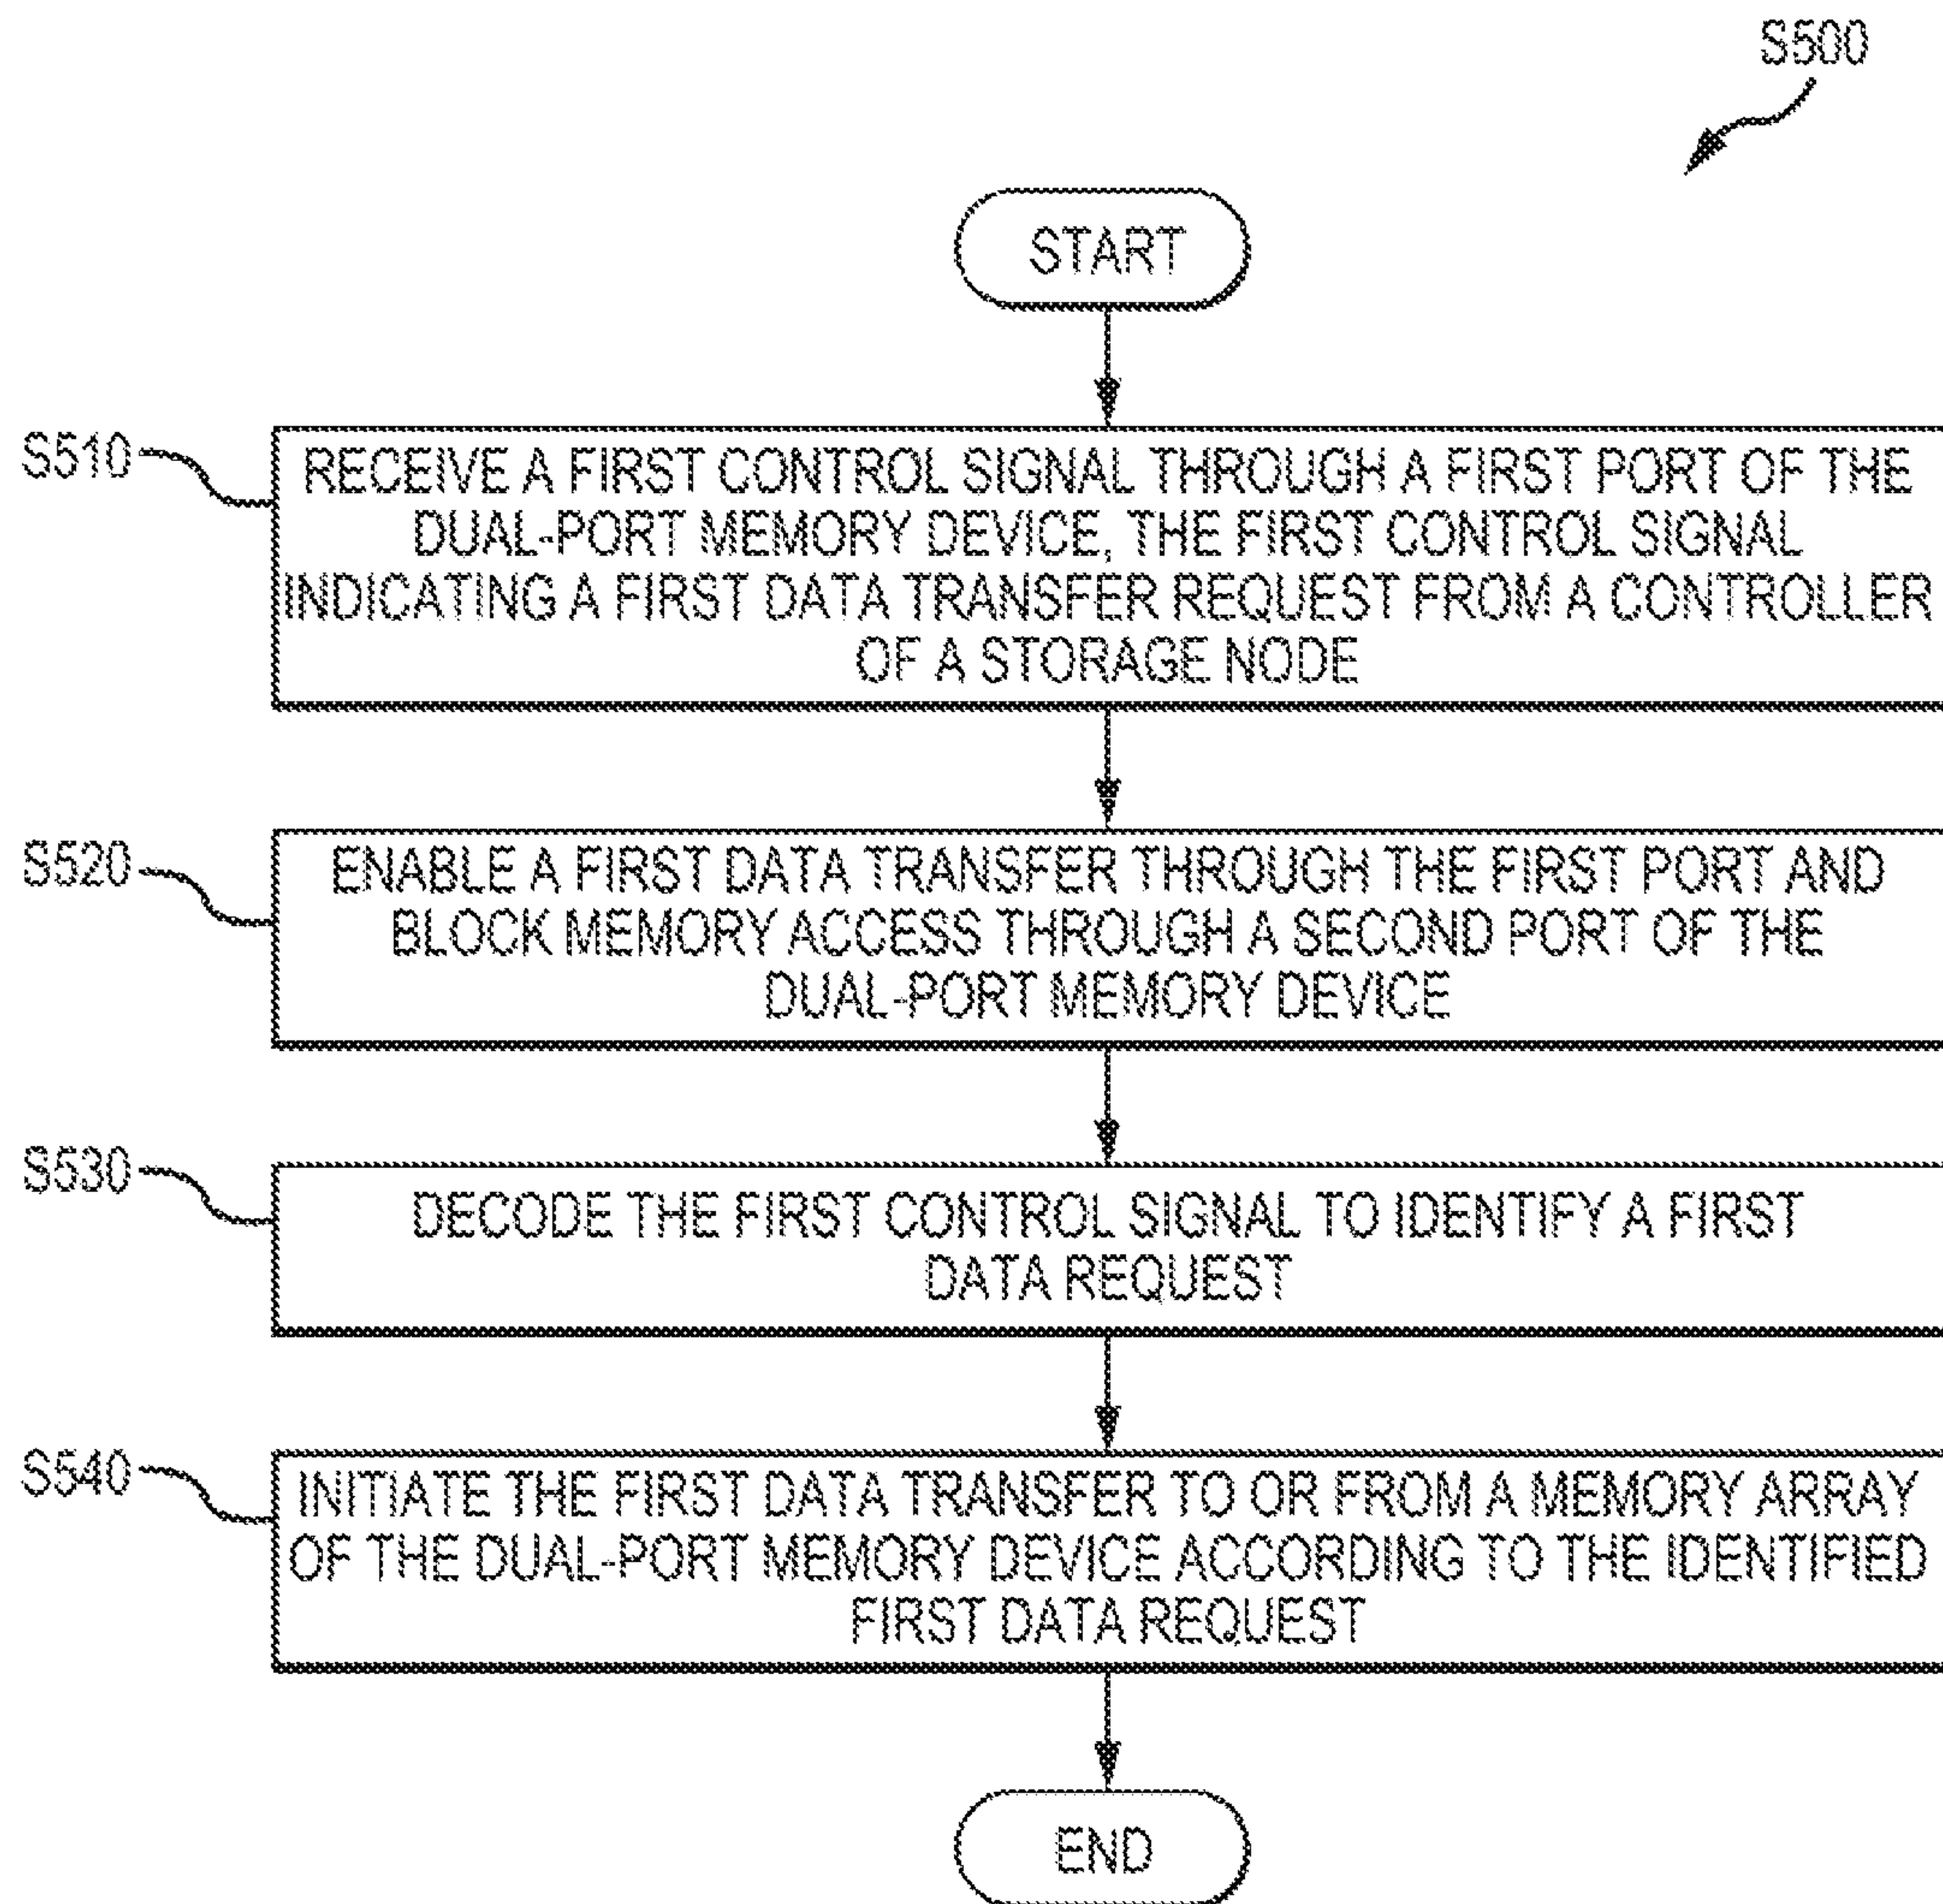 S500
START
S510
RECEIVE A FIRST CONTROL SIGNAL THROUGH A FIRST PORT OF THE
DUAL-PORT MEMORY DEVICE, THE FIRST CONTROL SIGNAL
INDICATING A FIRST DATA TRANSFER REQUEST FROM A CONTROLLER
OF A STORAGE NODE
S520
ENABLE A FIRST DATA TRANSFER THROUGH THE FIRST PORT AND
BLOCK MEMORY ACCESS THROUGH A SECOND PORT OF THE
DUAL-PORT MEMORY DEVICE
S530
DECODE THE FIRST CONTROL SIGNAL TO IDENTIFY A FIRST
DATA REQUEST
S540
INITIATE THE FIRST DATA TRANSFER TO OR FROM A MEMORY ARRAY
OF THE DUAL-PORT MEMORY DEVICE ACCORDING TO THE IDENTIFIED
FIRST DATA REQUEST
END